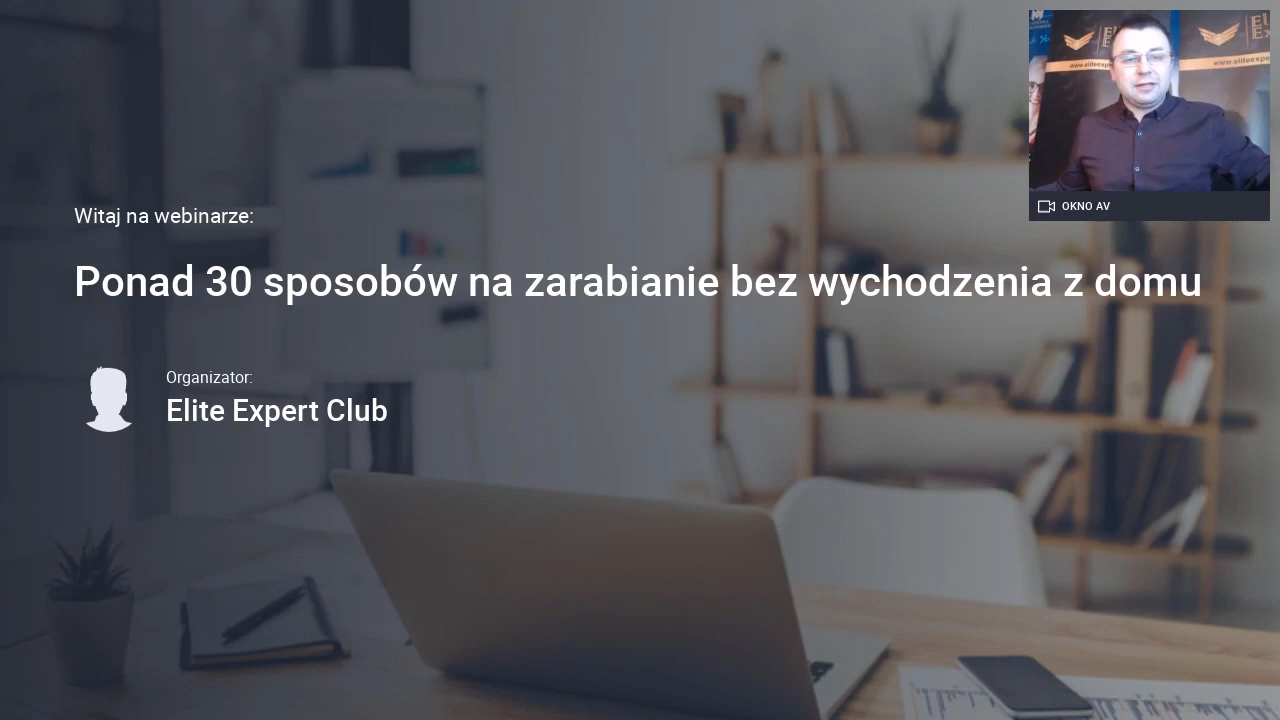 Witaj na webinarze:
Ponad 30 sposobów na zarabianie bez wychodzenia z domu
Organizator:
Elite Expert Club
OKNO AV